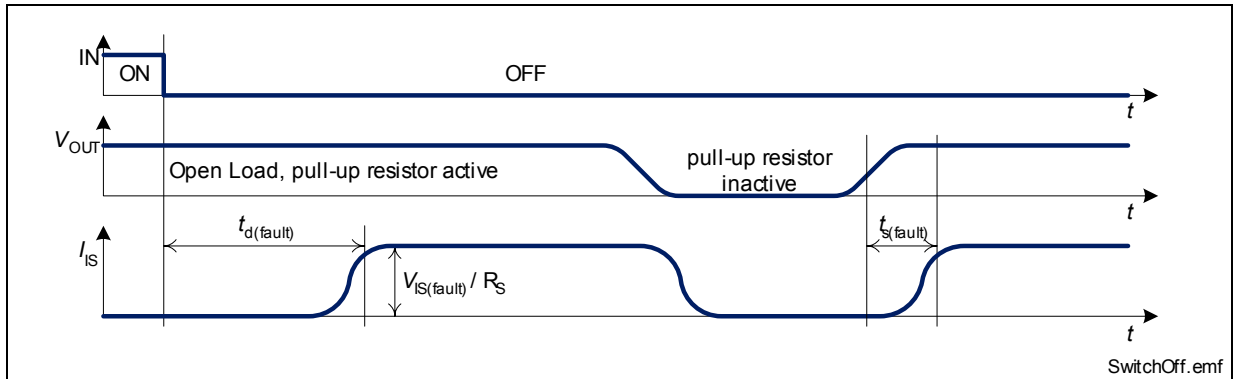 IN
ON
OFF
t
VOUT
Open Load, pull-up resistor active
pull-up resistor
inactive
t
IIS
td(fault)
ts(fault)
VIS(fault) / RS
t
SwitchOff.emf